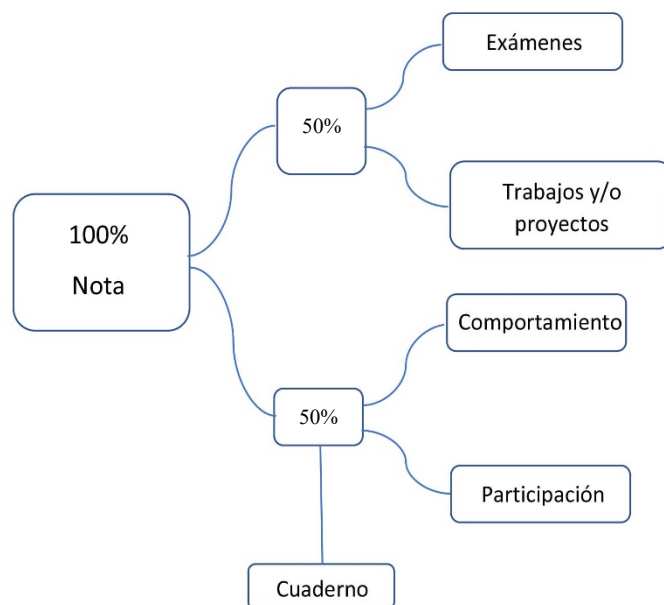 Exámenes
50%
Trabajos y/o
proyectos
100%
Nota
Comportamiento
50%
Participación
Cuaderno